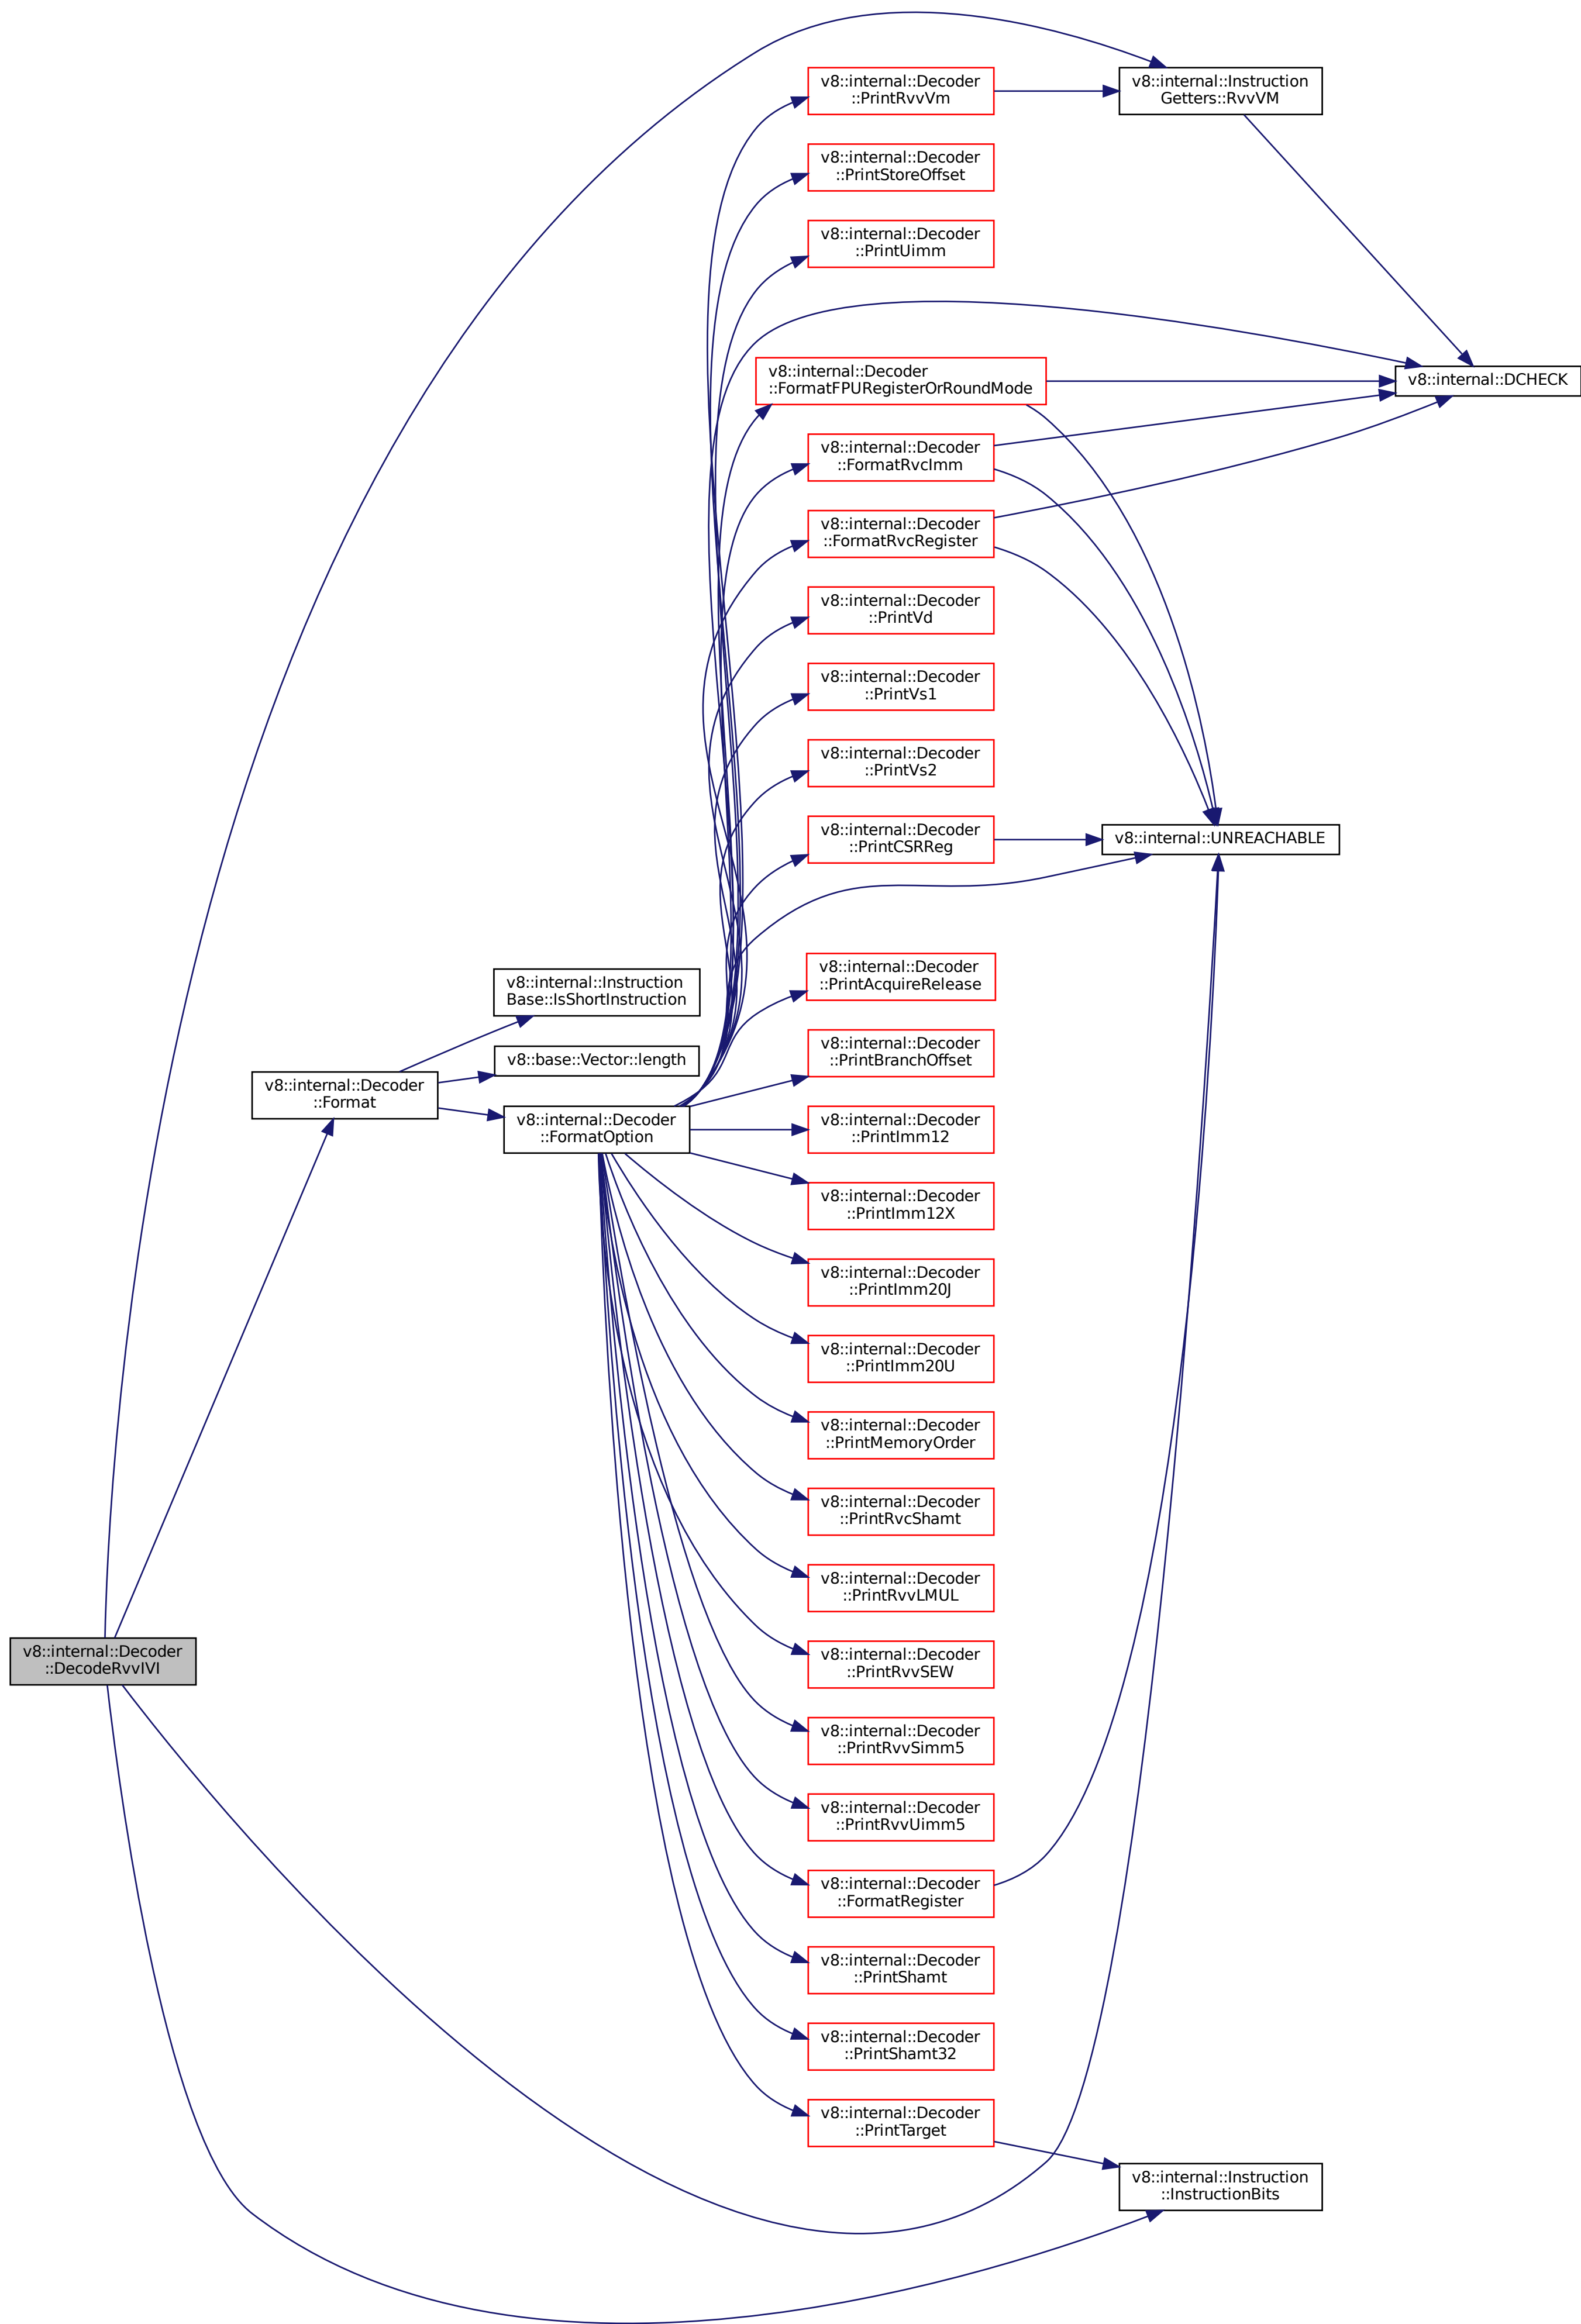 v8::internal::Decoder
::PrintRvvVm
v8::internal::Instruction
Getters::RvvVM
v8::internal::Decoder
::PrintStoreOffset
v8::internal::Decoder
::PrintUimm
v8::internal::Decoder
::FormatFPURegisterOrRoundMode
v8::internal::DCHECK
v8::internal::Decoder
::FormatRvcImm
v8::internal::Decoder
::FormatRvcRegister
v8::internal::Decoder
::PrintVd
v8::internal::Decoder
::PrintVs1
v8::internal::Decoder
::PrintVs2
v8::internal::Decoder
::PrintCSRReg
v8::internal::UNREACHABLE
v8::internal::Decoder
::PrintAcquireRelease
v8::internal::Instruction
Base::IsShortInstruction
v8::base::Vector::length
v8::internal::Decoder
::PrintBranchOffset
v8::internal::Decoder
::Format
v8::internal::Decoder
::FormatOption
v8::internal::Decoder
::PrintImm12
v8::internal::Decoder
::PrintImm12X
v8::internal::Decoder
::PrintImm20J
v8::internal::Decoder
::PrintImm20U
v8::internal::Decoder
::PrintMemoryOrder
v8::internal::Decoder
::PrintRvcShamt
v8::internal::Decoder
::PrintRvvLMUL
v8::internal::Decoder
::DecodeRvvIVI
v8::internal::Decoder
::PrintRvvSEW
v8::internal::Decoder
::PrintRvvSimm5
v8::internal::Decoder
::PrintRvvUimm5
v8::internal::Decoder
::FormatRegister
v8::internal::Decoder
::PrintShamt
v8::internal::Decoder
::PrintShamt32
v8::internal::Decoder
::PrintTarget
v8::internal::Instruction
::InstructionBits